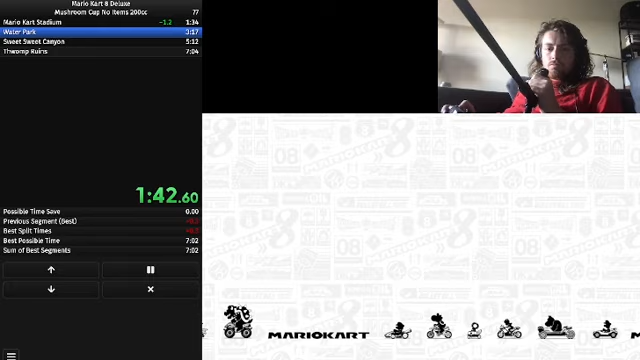 Mario Kart 8 Deluxe
Mushroom Cup No Items 200cc 77
Mario Kart Stadium −1.2 1:34
Water Park 3:17
Sweet Sweet Canyon 5:12
Thwomp Ruins 7:04
1:42.60
Possible Time Save 0.00
Previous Segment (Best)
Best Split Times
Best Possible Time 7:02
Sum of Best Segments 7:02
MARIOKART
MARIOKART